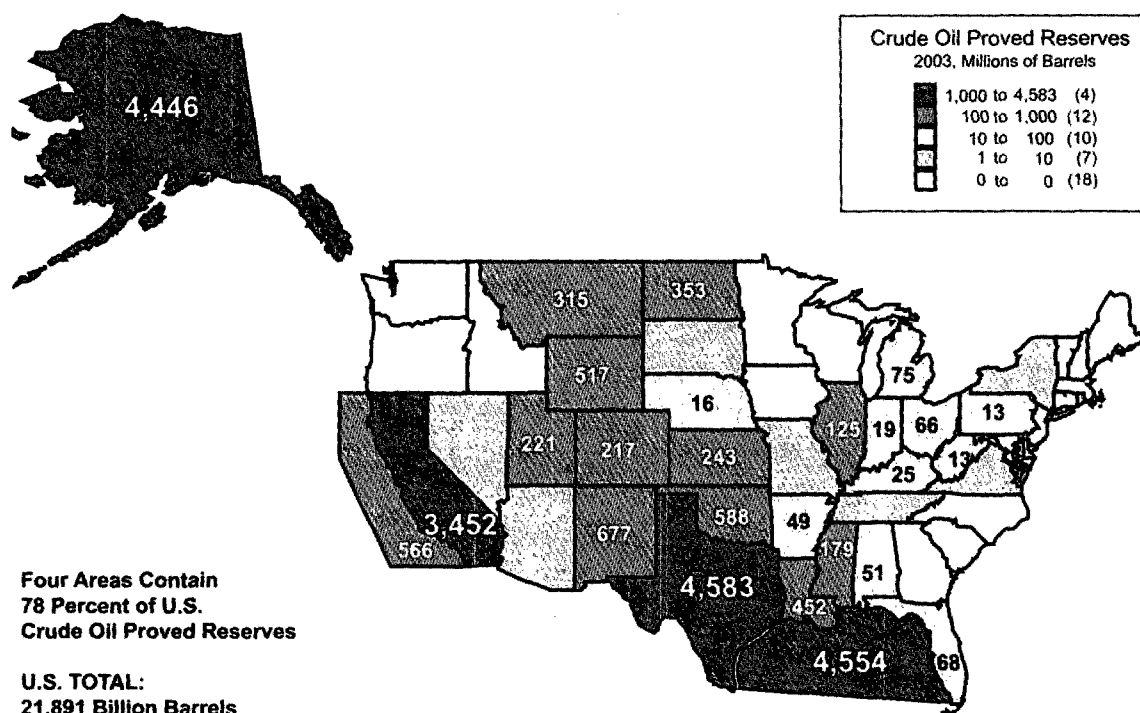 Crude Oil Proved Reserves
2003, Millions of Barrels
1,000 to 4,583 (4)
100 to 1,000 (12)
10 to 100 (10)
1 to 10 (7)
0 to 0 (18)
4,446
315
353
517
16
75
221
217
243
125
19
66
13
25
13
3,452
566
677
588
49
179
51
4,583
452
4,554
68
Four Areas Contain
78 Percent of U.S.
Crude Oil Proved Reserves
U.S. TOTAL:
21.891 Billion Barrels